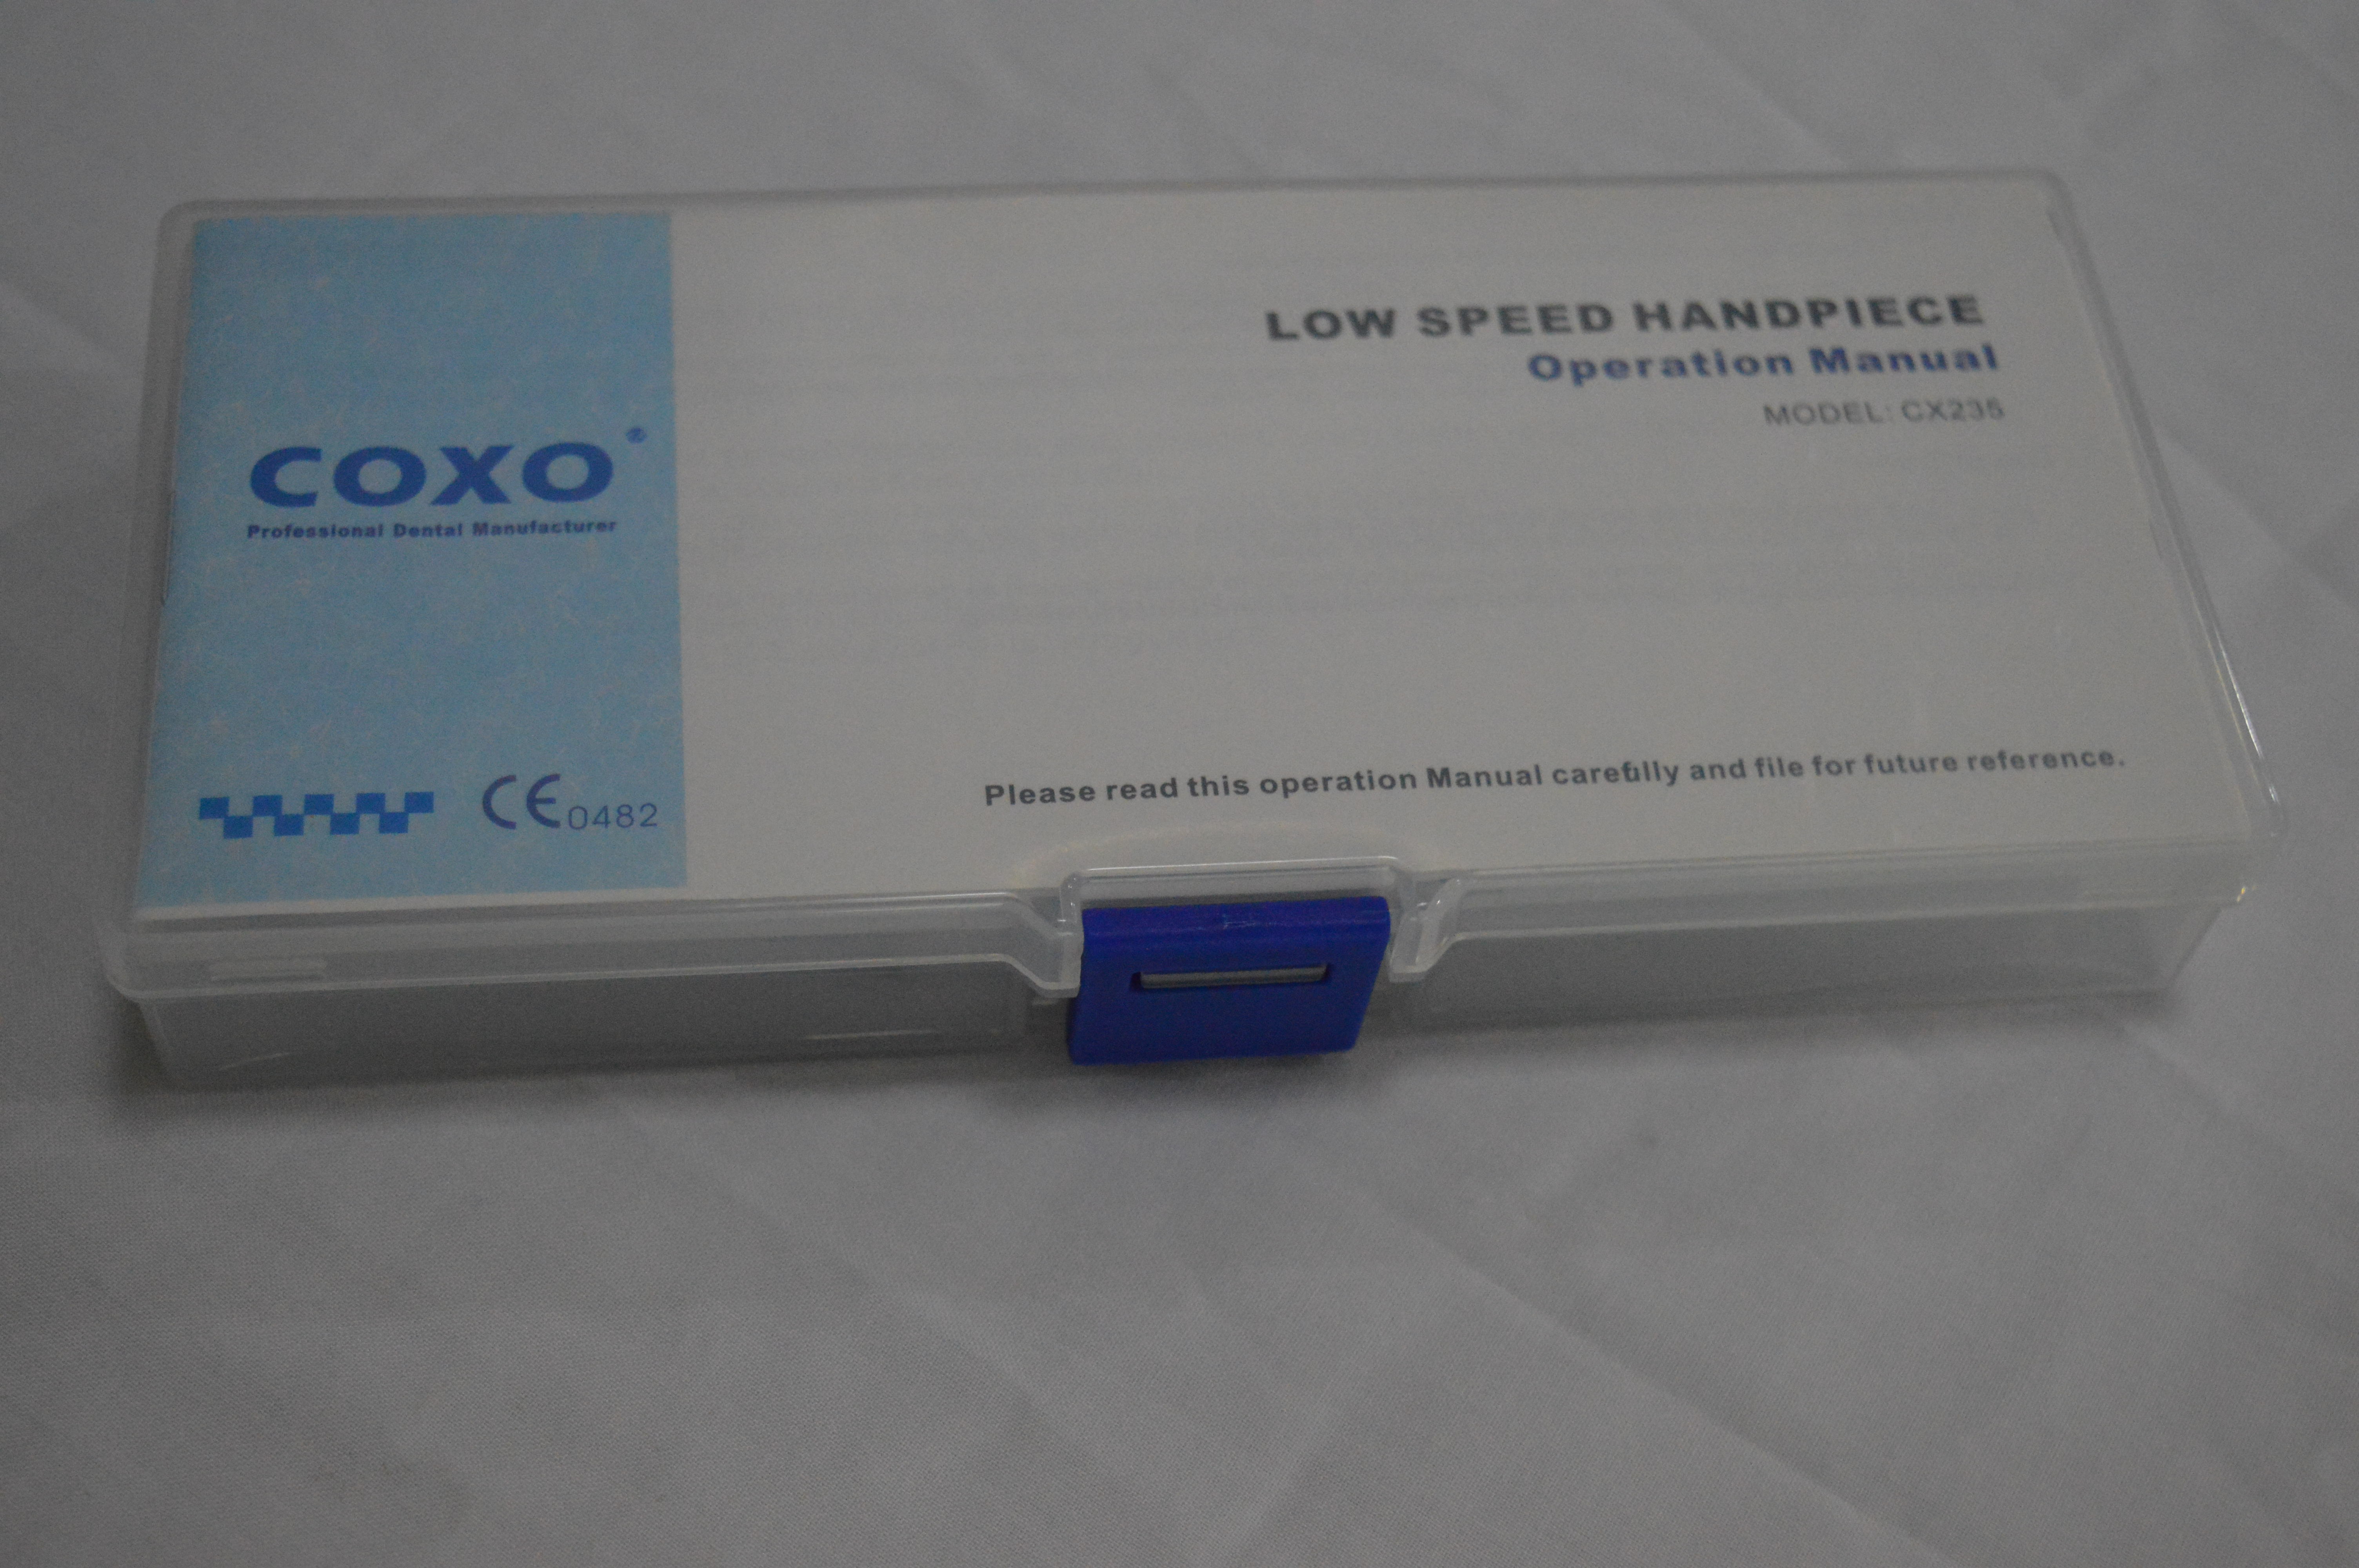 COXO®
Professional Dental Manufacturer
CE0482
LOW SPEED HANDPIECE
Operation Manual
MODEL: CX235
Please read this operation Manual carefully and file for future reference.